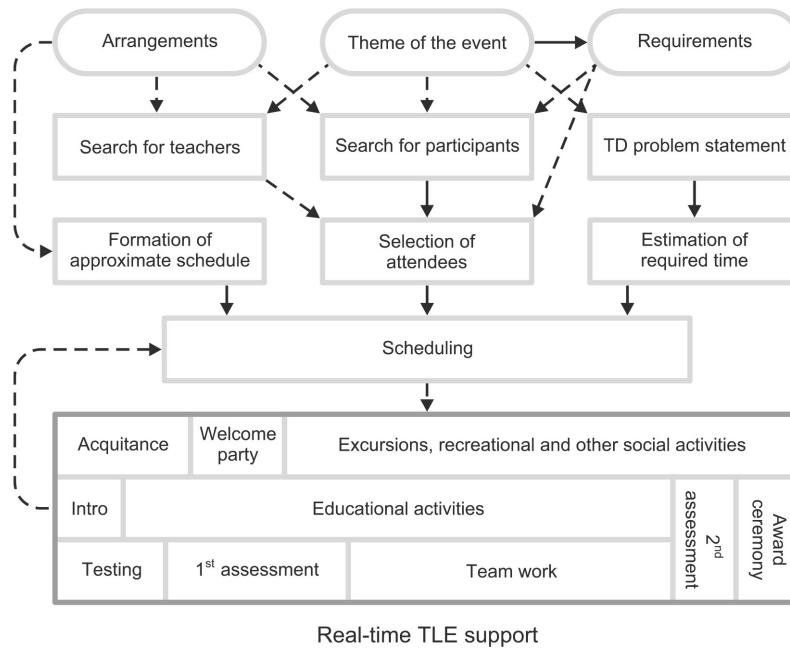 Arrangements
Theme of the event
Requirements
Search for teachers
Search for participants
TD problem statement
Formation of
approximate schedule
Selection of
attendees
Estimation of
required time
Scheduling
Acquitance
Welcome
party
Excursions, recreational and other social activities
Intro
Educational activities
2nd
assessment
Award
ceremony
Testing
1st assessment
Team work
Real-time TLE support